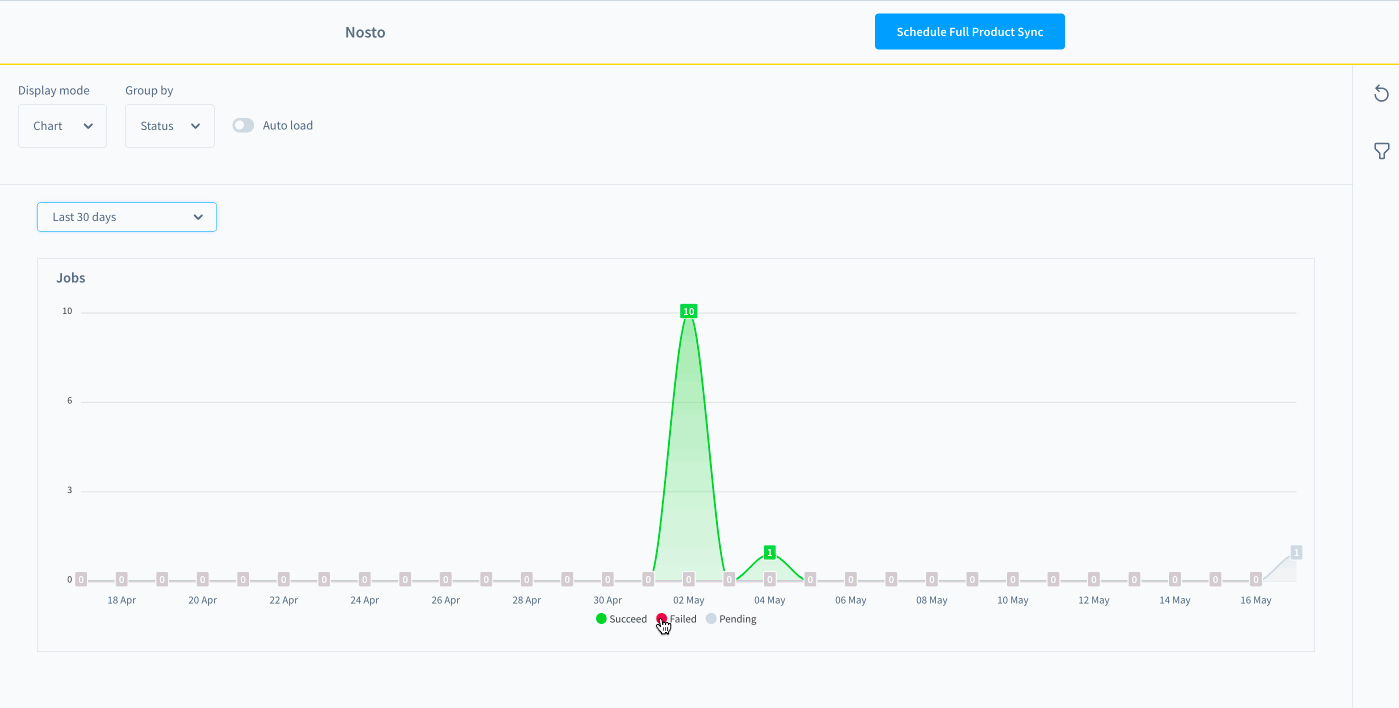 Nosto
Schedule Full Product Sync
Display mode
Group by
Chart
Status
Auto load
Last 30 days
Jobs
10
10
6
3
1
1
0
0 0 0 0 0 0 0 0 0 0 0 0 0 0 0 0 0 0 0 0 0 0 0 0 0 0 0 0 0 0
18 Apr 20 Apr 22 Apr 24 Apr 26 Apr 28 Apr 30 Apr 02 May 04 May 06 May 08 May 10 May 12 May 14 May 16 May
Succeed Failed Pending